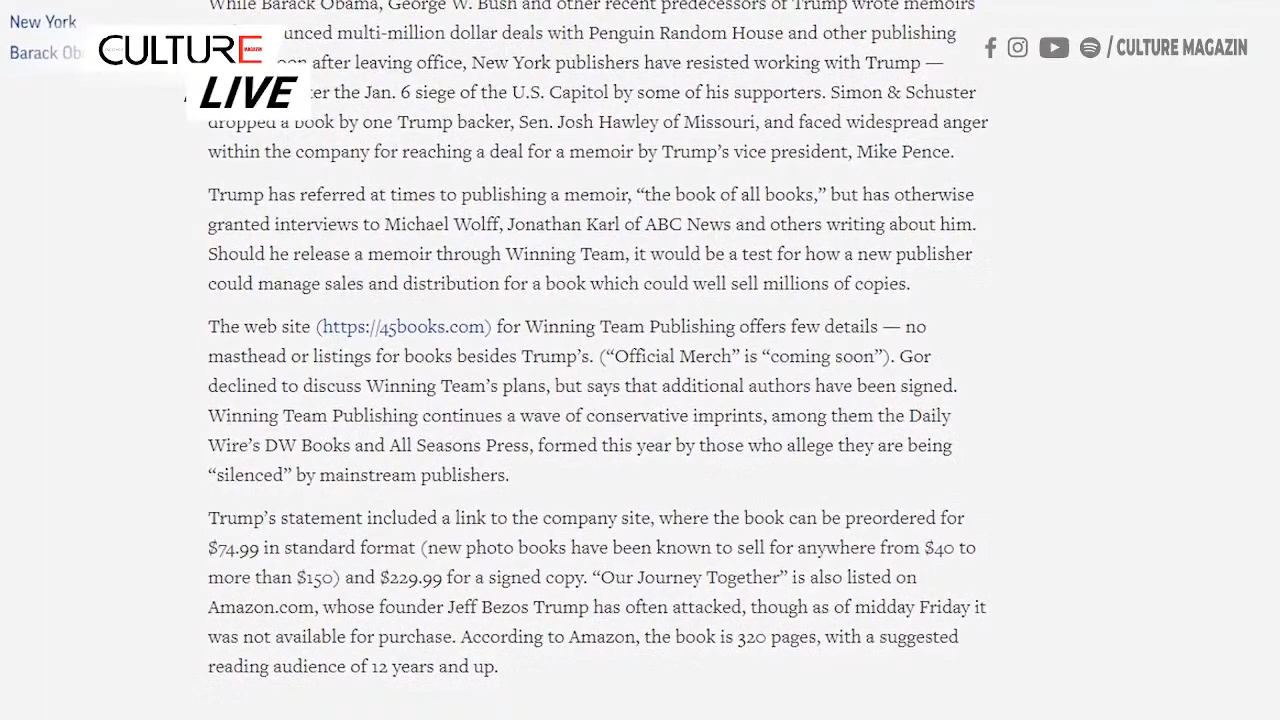 While Barack Obama, George W. Bush and other recent predecessors of Trump wrote memoirs
New York
unced multi-million dollar deals with Penguin Random House and other publishing
Barack Ob
CULTURE
MAGAZIN
/ CULTURE MAGAZIN
after leaving office, New York publishers have resisted working with Trump —
LIVE
ter the Jan. 6 siege of the U.S. Capitol by some of his supporters. Simon & Schuster
dropped a book by one Trump backer, Sen. Josh Hawley of Missouri, and faced widespread anger
within the company for reaching a deal for a memoir by Trump’s vice president, Mike Pence.
Trump has referred at times to publishing a memoir, “the book of all books,” but has otherwise
granted interviews to Michael Wolff, Jonathan Karl of ABC News and others writing about him.
Should he release a memoir through Winning Team, it would be a test for how a new publisher
could manage sales and distribution for a book which could well sell millions of copies.
The web site (https://45books.com) for Winning Team Publishing offers few details — no
masthead or listings for books besides Trump’s. (“Official Merch” is “coming soon”). Gor
declined to discuss Winning Team’s plans, but says that additional authors have been signed.
Winning Team Publishing continues a wave of conservative imprints, among them the Daily
Wire’s DW Books and All Seasons Press, formed this year by those who allege they are being
“silenced” by mainstream publishers.
Trump’s statement included a link to the company site, where the book can be preordered for
$74.99 in standard format (new photo books have been known to sell for anywhere from $40 to
more than $150) and $229.99 for a signed copy. “Our Journey Together” is also listed on
Amazon.com, whose founder Jeff Bezos Trump has often attacked, though as of midday Friday it
was not available for purchase. According to Amazon, the book is 320 pages, with a suggested
reading audience of 12 years and up.